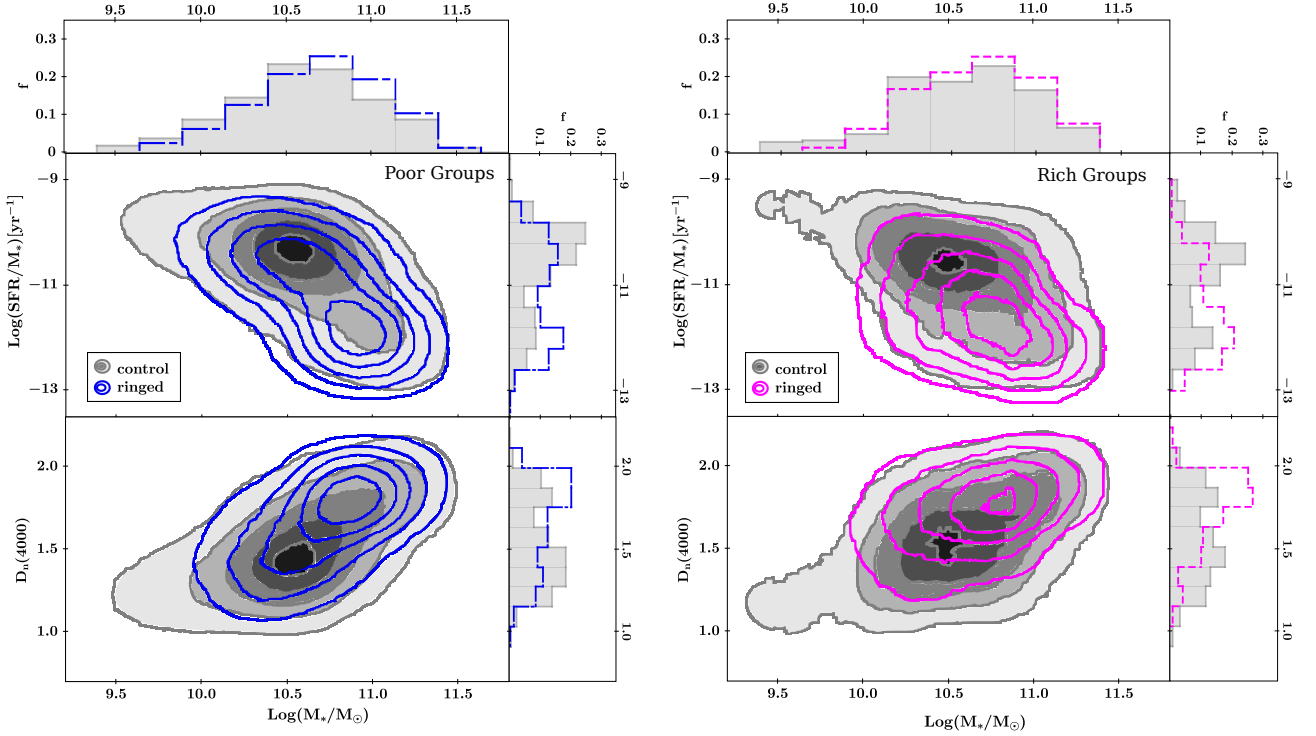 9.5 10.0 10.5 11.0 11.5
9.5 10.0 10.5 11.0 11.5
0.3
0.2
0.1
0
f
0.3
0.2
0.1
0
f
f
0.1 0.2 0.3
f
0.1 0.2 0.3
Poor Groups
Rich Groups
−9
−11
−13
Log(SFR/M*)[yr⁻¹]
−9
−11
−13
−9
−11
−13
Log(SFR/M*)[yr⁻¹]
−9
−11
−13
control
ringed
control
ringed
2.0
1.5
1.0
Dn(4000)
2.0
1.5
1.0
2.0
1.5
1.0
Dn(4000)
2.0
1.5
1.0
9.5 10.0 10.5 11.0 11.5
9.5 10.0 10.5 11.0 11.5
Log(M*/M⊙)
Log(M*/M⊙)